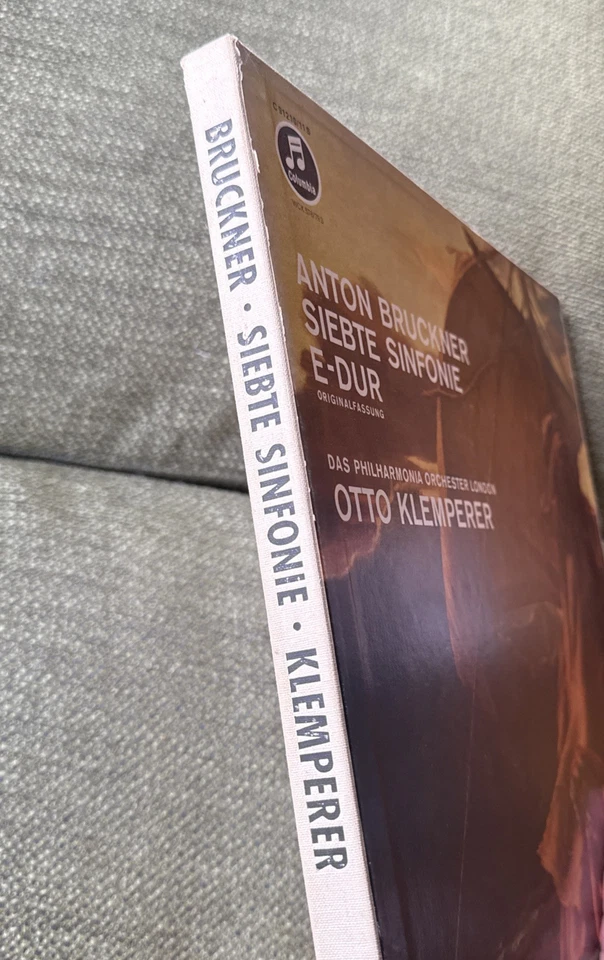 BRUCKNER • SIEBTE SINFONIE • KLEMPERER
Columbia
ANTON BRUCKNER
SIEBTE SINFONIE
E-DUR
ORIGINALFASSUNG
DAS PHILHARMONIA ORCHESTER LONDON
OTTO KLEMPERER